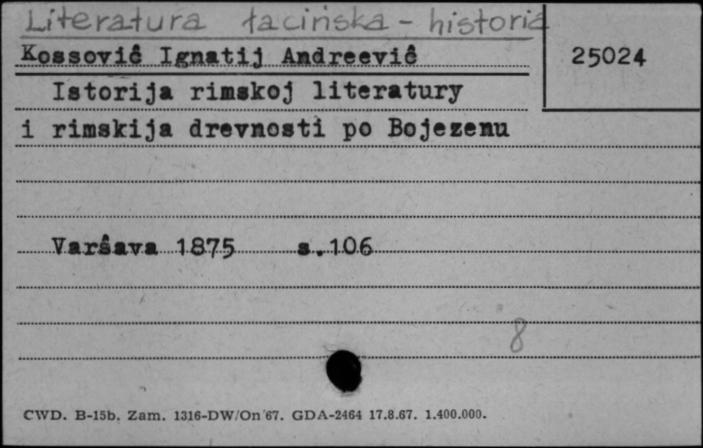 Literatura łacińska - historia
Kossovič Ignatij Andreevič
25024
Istorija rimskoj literatury
i rimskija drevnosti po Bojezenu
Varšava 1875 s.106
8
CWD. B-15b. Zam. 1316-DW/On/67. GDA-2464 17.8.67. 1.400.000.